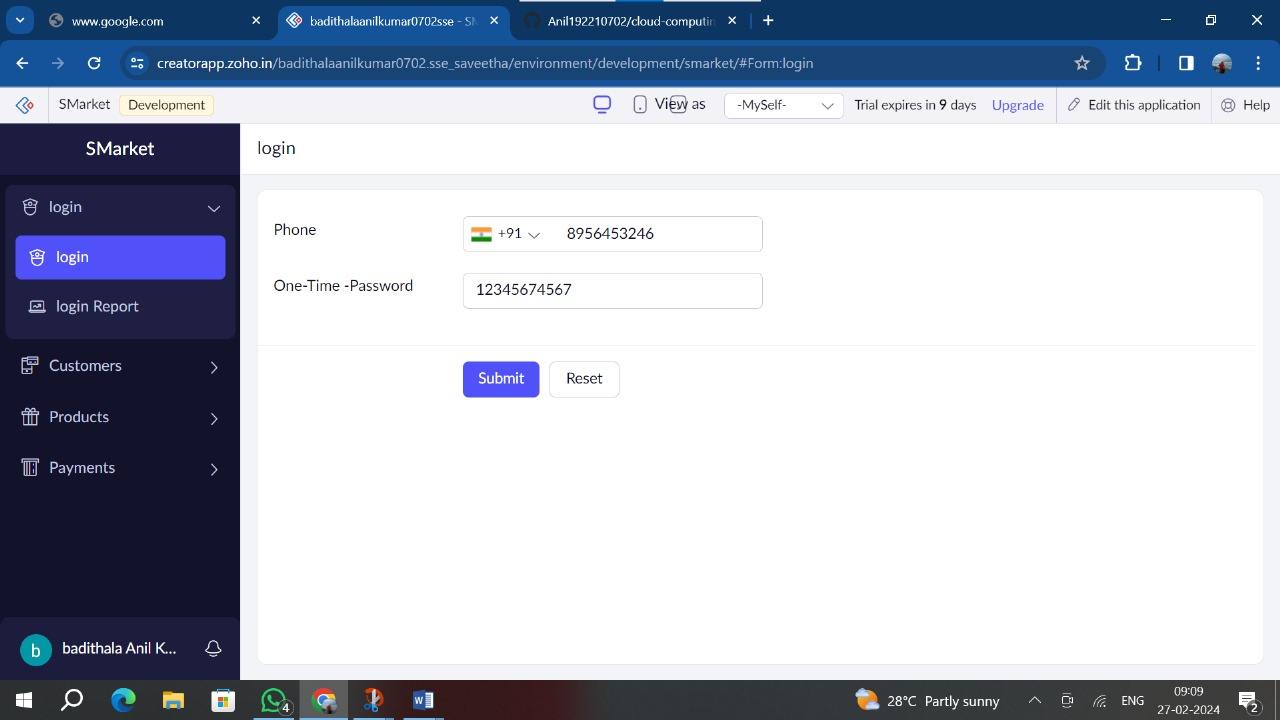 www.google.com
badithalaanilkumar0702sse - SM
Anil192210702/cloud-computin
creatorapp.zoho.in/badithalaanilkumar0702.sse_saveetha/environment/development/smarket/#Form:login
SMarket Development View as -MySelf- Trial expires in 9 days Upgrade Edit this application Help
SMarket
login
login
login
login Report
Customers
Products
Payments
Phone +91 8956453246
One-Time -Password 12345674567
Submit Reset
b badithala Anil K...
4 W 28°C Partly sunny ENG 09:09
27-02-2024 2